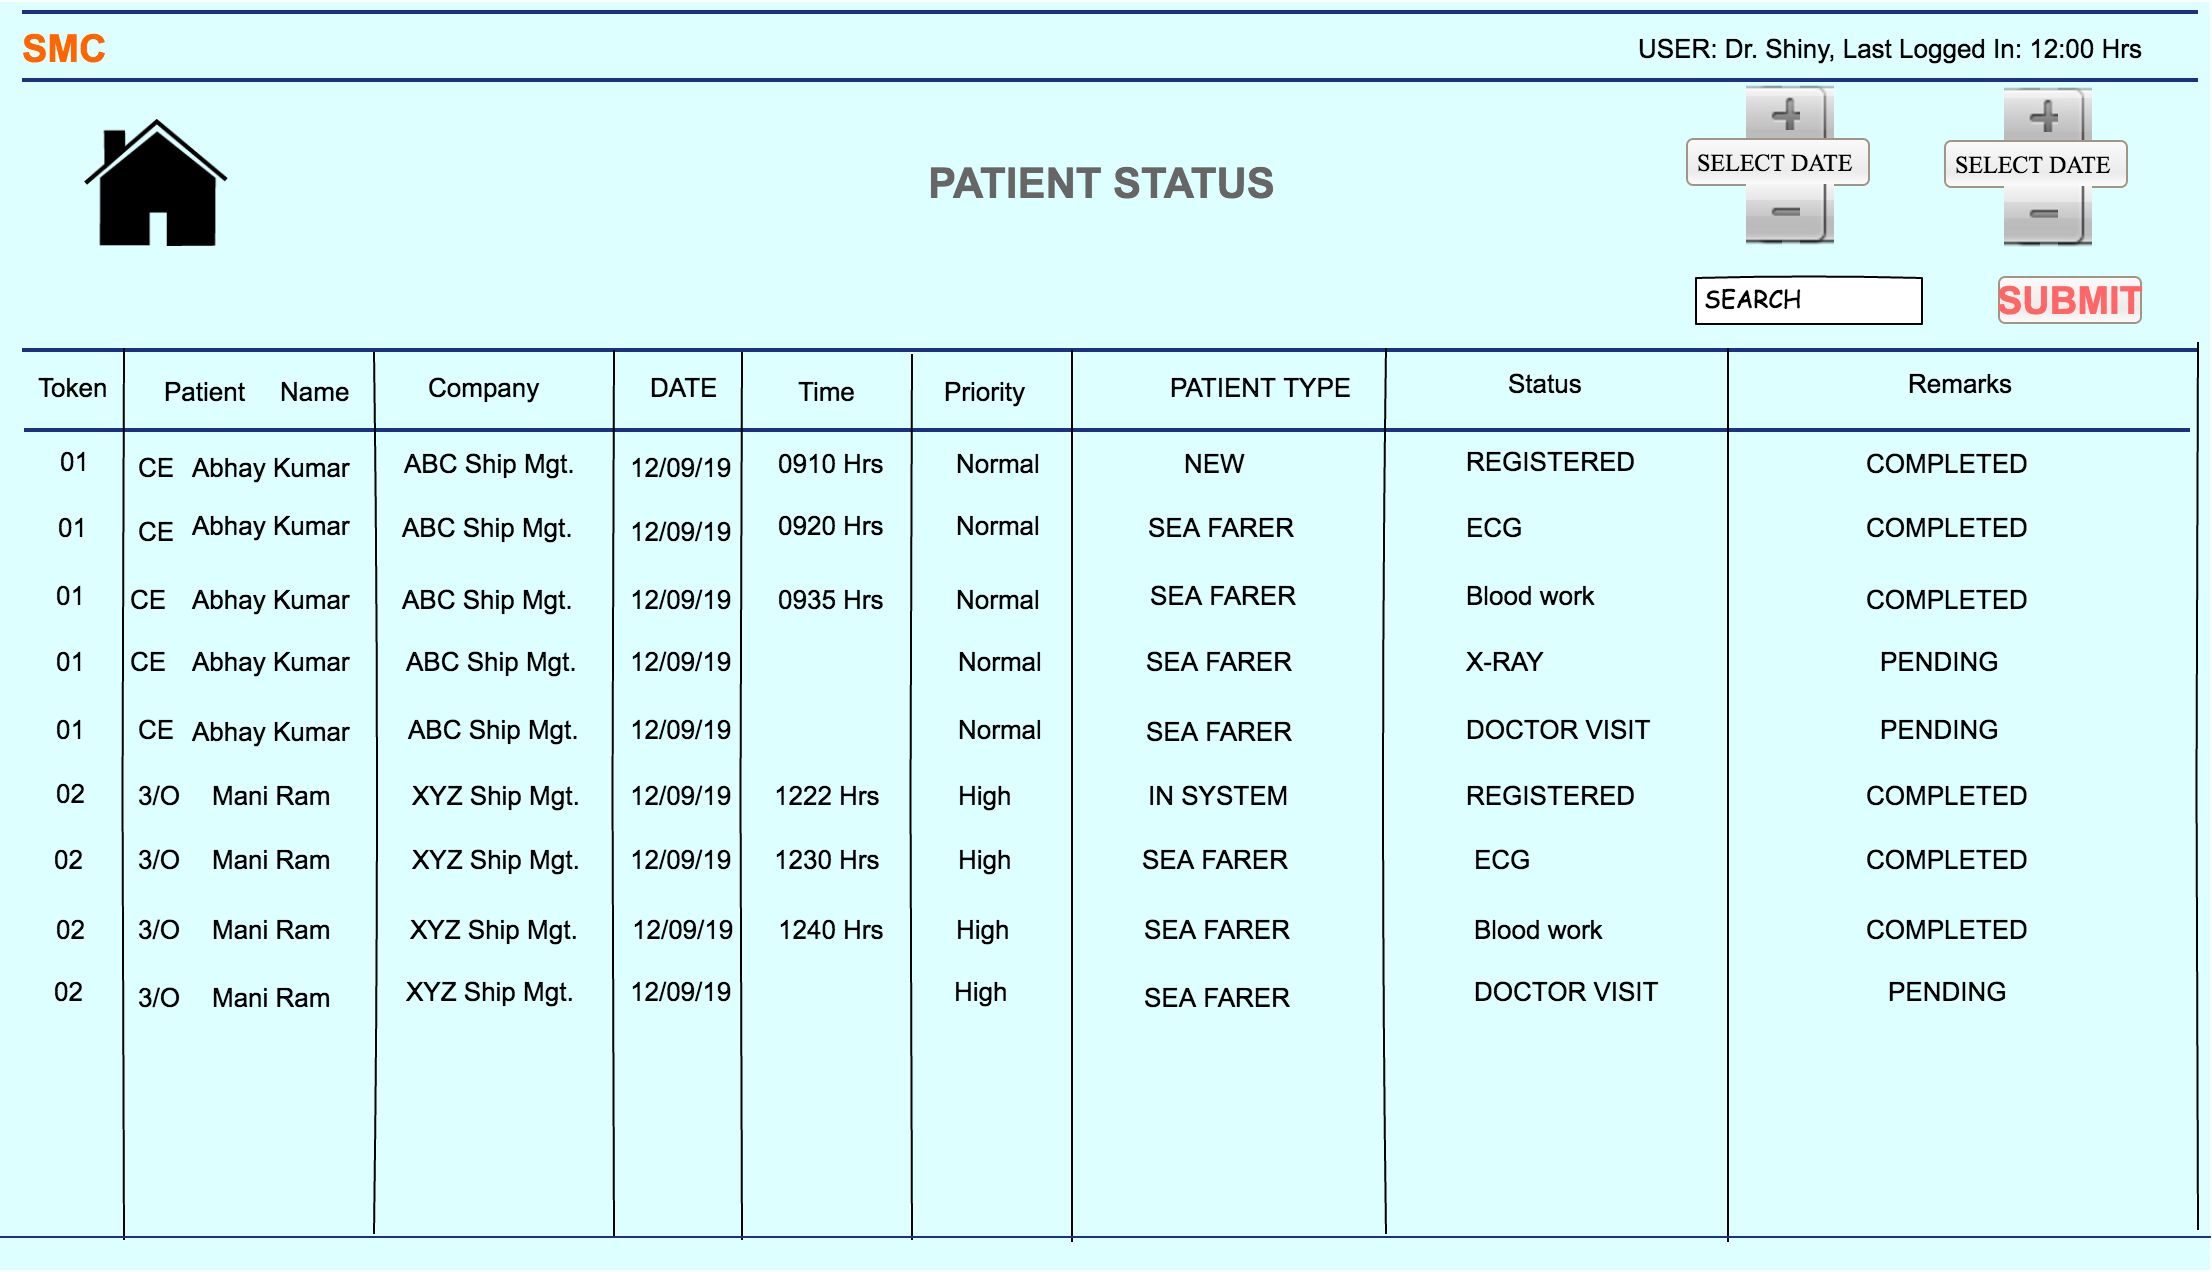 SMC USER: Dr. Shiny, Last Logged In: 12:00 Hrs
+ +
SELECT DATE SELECT DATE
PATIENT STATUS
- -
SEARCH SUBMIT
Token Patient Name Company DATE Time Priority PATIENT TYPE Status Remarks
01 CE Abhay Kumar ABC Ship Mgt. 12/09/19 0910 Hrs Normal NEW REGISTERED COMPLETED
01 CE Abhay Kumar ABC Ship Mgt. 12/09/19 0920 Hrs Normal SEA FARER ECG COMPLETED
01 CE Abhay Kumar ABC Ship Mgt. 12/09/19 0935 Hrs Normal SEA FARER Blood work COMPLETED
01 CE Abhay Kumar ABC Ship Mgt. 12/09/19 Normal SEA FARER X-RAY PENDING
01 CE Abhay Kumar ABC Ship Mgt. 12/09/19 Normal SEA FARER DOCTOR VISIT PENDING
02 3/O Mani Ram XYZ Ship Mgt. 12/09/19 1222 Hrs High IN SYSTEM REGISTERED COMPLETED
02 3/O Mani Ram XYZ Ship Mgt. 12/09/19 1230 Hrs High SEA FARER ECG COMPLETED
02 3/O Mani Ram XYZ Ship Mgt. 12/09/19 1240 Hrs High SEA FARER Blood work COMPLETED
02 3/O Mani Ram XYZ Ship Mgt. 12/09/19 High SEA FARER DOCTOR VISIT PENDING